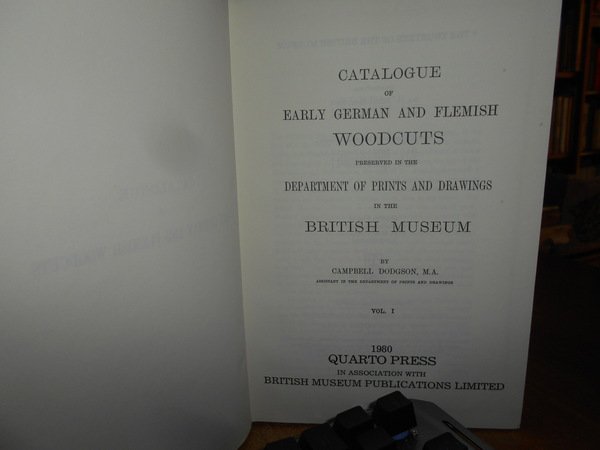 CATALOGUE
OF
EARLY GERMAN AND FLEMISH
WOODCUTS
PRESERVED IN THE
DEPARTMENT OF PRINTS AND DRAWINGS
IN THE
BRITISH MUSEUM
BY
CAMPBELL DODGSON, M.A.
ASSISTANT IN THE DEPARTMENT OF PRINTS AND DRAWINGS
VOL. I
1980
QUARTO PRESS
IN ASSOCIATION WITH
BRITISH MUSEUM PUBLICATIONS LIMITED